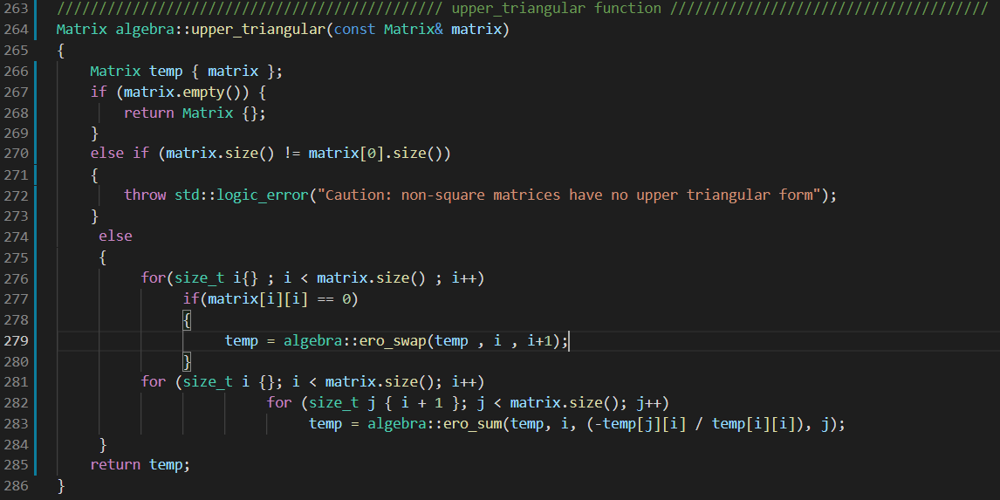 263 ////////////////////////////////////////////// upper_triangular function //////////////////////////////////////
264 Matrix algebra::upper_triangular(const Matrix& matrix)
265 {
266     Matrix temp { matrix };
267     if (matrix.empty()) {
268         return Matrix {};
269     }
270     else if (matrix.size() != matrix[0].size())
271     {
272         throw std::logic_error("Caution: non-square matrices have no upper triangular form");
273     }
274      else
275      {
276           for(size_t i{} ; i < matrix.size() ; i++)
277                if(matrix[i][i] == 0)
278                {
279                     temp = algebra::ero_swap(temp , i , i+1);
280                }
281           for (size_t i {}; i < matrix.size(); i++)
282                          for (size_t j { i + 1 }; j < matrix.size(); j++)
283                               temp = algebra::ero_sum(temp, i, (-temp[j][i] / temp[i][i]), j);
284      }
285     return temp;
286 }